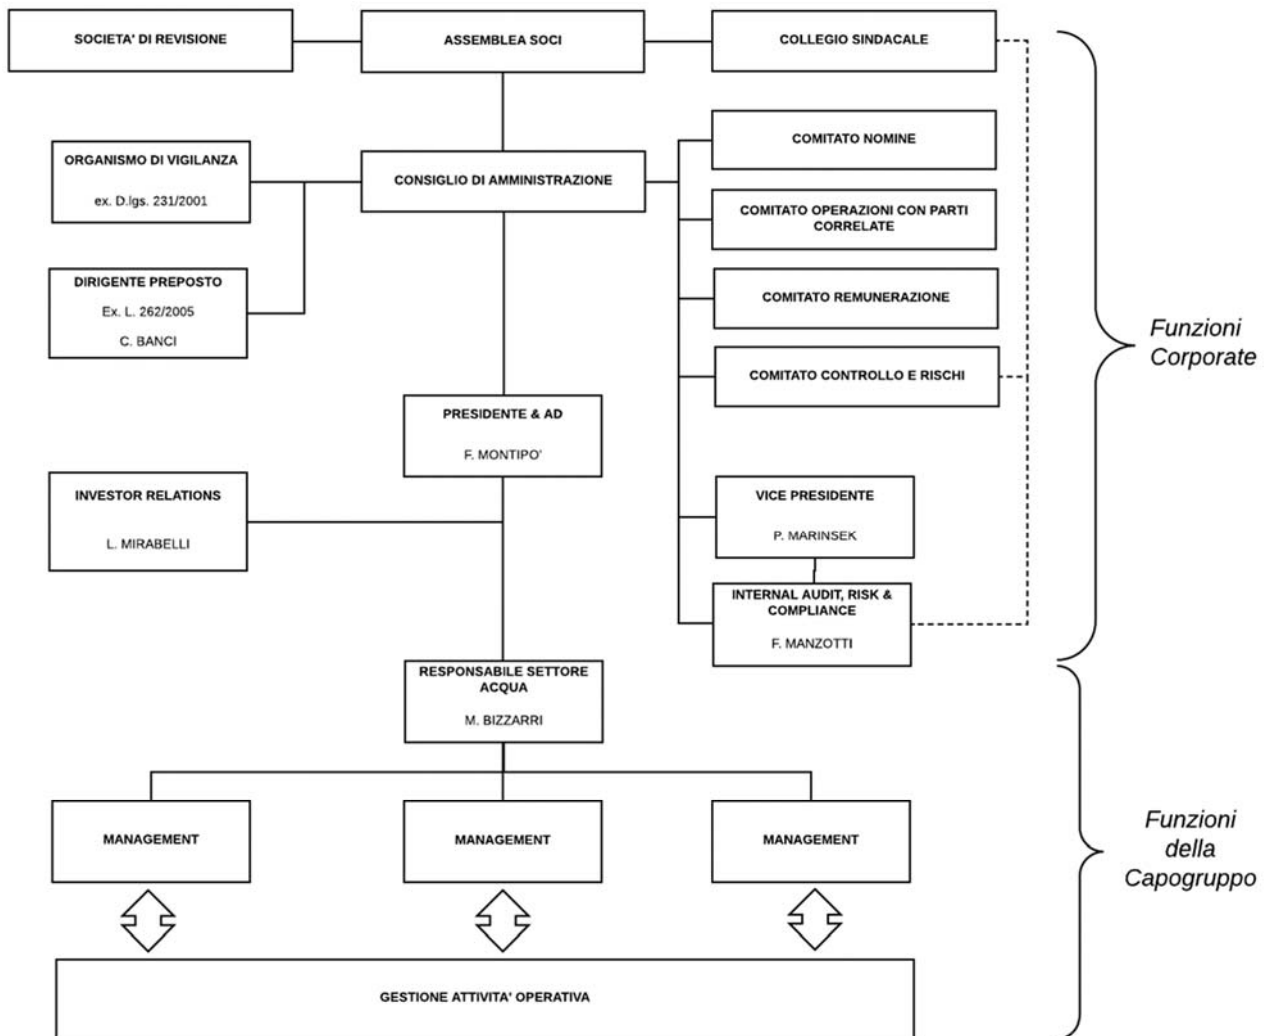 SOCIETA' DI REVISIONE
ASSEMBLEA SOCI
COLLEGIO SINDACALE
COMITATO NOMINE
ORGANISMO DI VIGILANZA
ex. D.lgs. 231/2001
CONSIGLIO DI AMMINISTRAZIONE
COMITATO OPERAZIONI CON PARTI
CORRELATE
DIRIGENTE PREPOSTO
Ex. L. 262/2005
C. BANCI
COMITATO REMUNERAZIONE
Funzioni
Corporate
COMITATO CONTROLLO E RISCHI
PRESIDENTE & AD
F. MONTIPO'
INVESTOR RELATIONS
L. MIRABELLI
VICE PRESIDENTE
P. MARINSEK
INTERNAL AUDIT, RISK &
COMPLIANCE
F. MANZOTTI
RESPONSABILE SETTORE
ACQUA
M. BIZZARRI
MANAGEMENT
MANAGEMENT
MANAGEMENT
Funzioni
della
Capogruppo
GESTIONE ATTIVITA' OPERATIVA